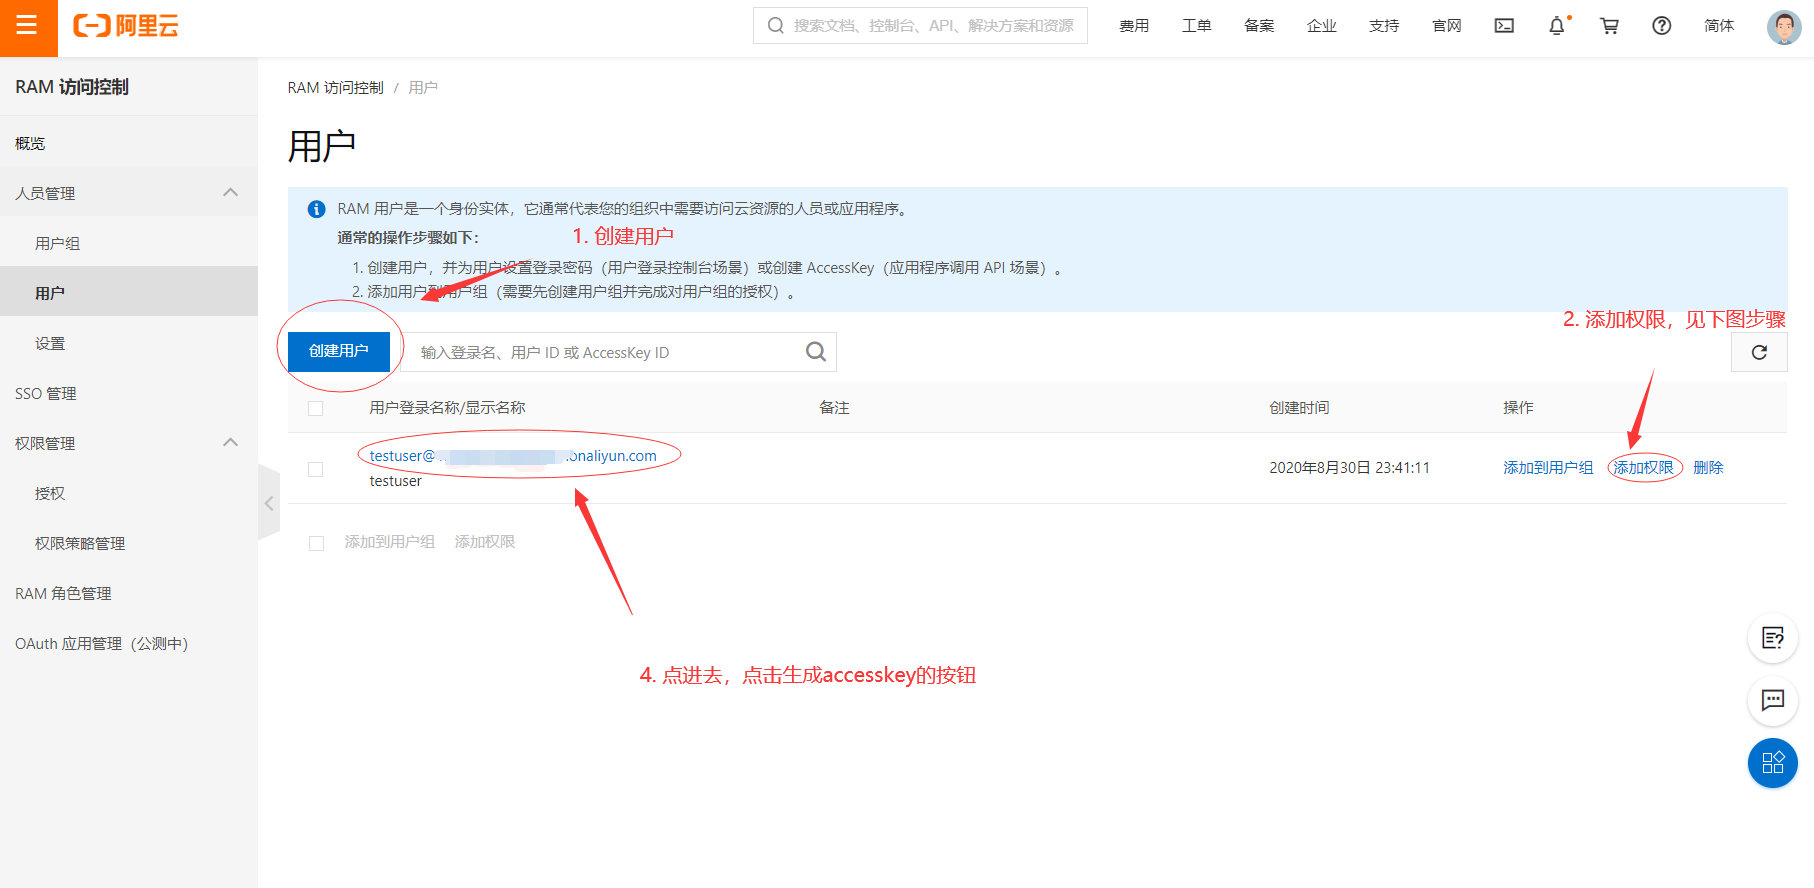 阿里云
搜索文档、控制台、API、解决方案和资源
费用 工单 备案 企业 支持 官网 简体
RAM 访问控制
概览
人员管理
用户组
用户
设置
SSO 管理
权限管理
授权
权限策略管理
RAM 角色管理
OAuth 应用管理（公测中）
RAM 访问控制 / 用户
用户
RAM 用户是一个身份实体，它通常代表您的组织中需要访问云资源的人员或应用程序。
通常的操作步骤如下：
1. 创建用户
1. 创建用户，并为用户设置登录密码（用户登录控制台场景）或创建 AccessKey（应用程序调用 API 场景）。
2. 添加用户到用户组（需要先创建用户组并完成对用户组的授权）。
2. 添加权限，见下图步骤
创建用户
输入登录名、用户 ID 或 AccessKey ID
用户登录名称/显示名称 备注 创建时间 操作
testuser@ .onaliyun.com
testuser
2020年8月30日 23:41:11
添加到用户组 添加权限 删除
添加到用户组 添加权限
4. 点进去，点击生成accesskey的按钮